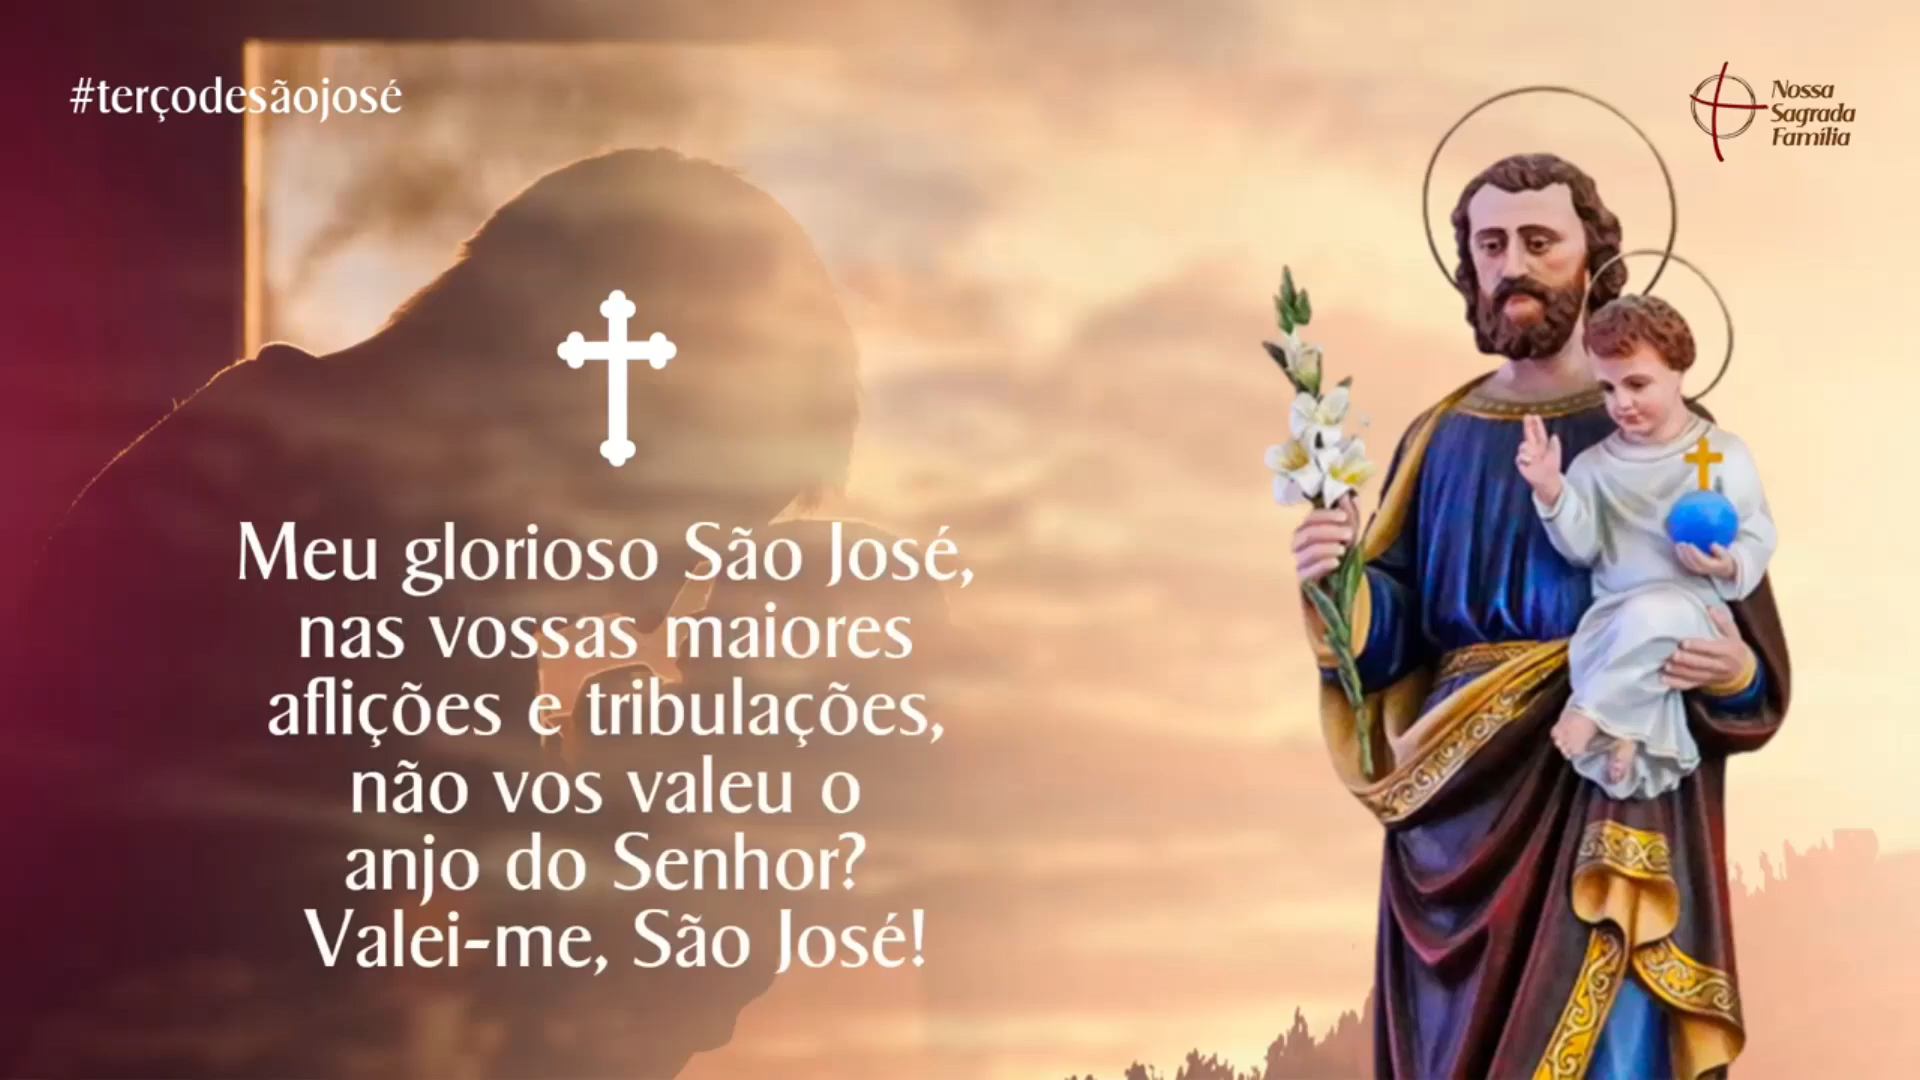 #terçodesãojosé
Nossa
Sagrada
Família
Meu glorioso São José,
nas vossas maiores
aflições e tribulações,
não vos valeu o
anjo do Senhor?
Valei-me, São José!